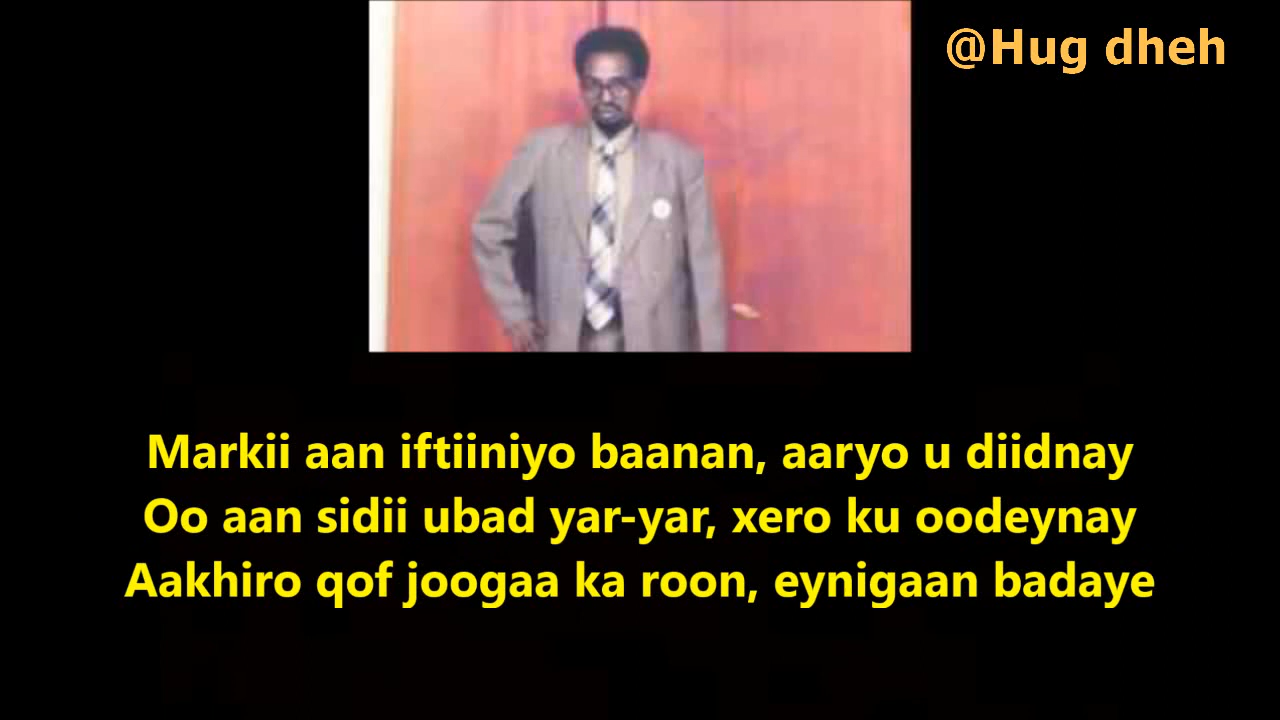 @Hug dheh
Markii aan iftiiniyo baanan, aaryo u diidnay
Oo aan sidii ubad yar-yar, xero ku oodeynay
Aakhiro qof joogaa ka roon, eynigaan badaye